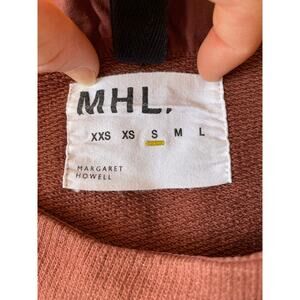 MHL.
XXS XS S M L
MARGARET
HOWELL